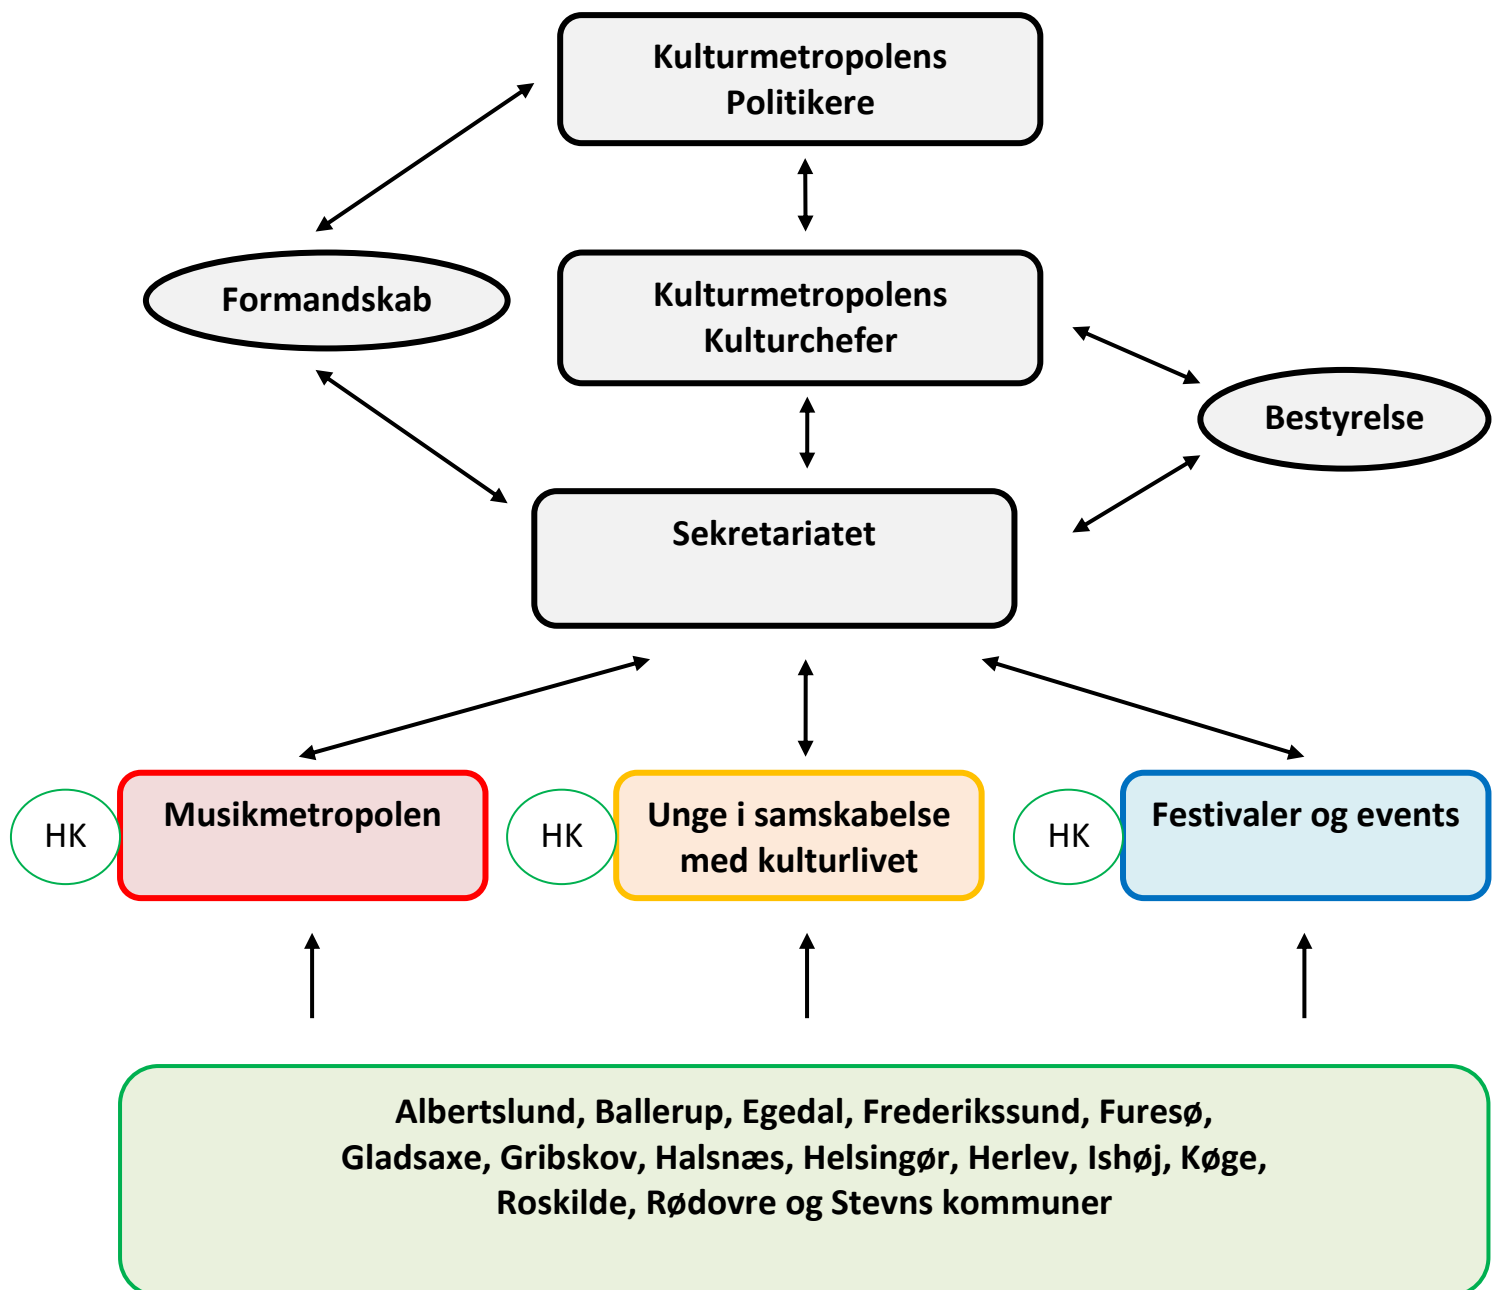 Kulturmetropolens
Politikere
Formandskab
Kulturmetropolens
Kulturchefer
Bestyrelse
Sekretariatet
HK
Musikmetropolen
HK
Unge i samskabelse
med kulturlivet
HK
Festivaler og events
Albertslund, Ballerup, Egedal, Frederikssund, Furesø,
Gladsaxe, Gribskov, Halsnæs, Helsingør, Herlev, Ishøj, Køge,
Roskilde, Rødovre og Stevns kommuner